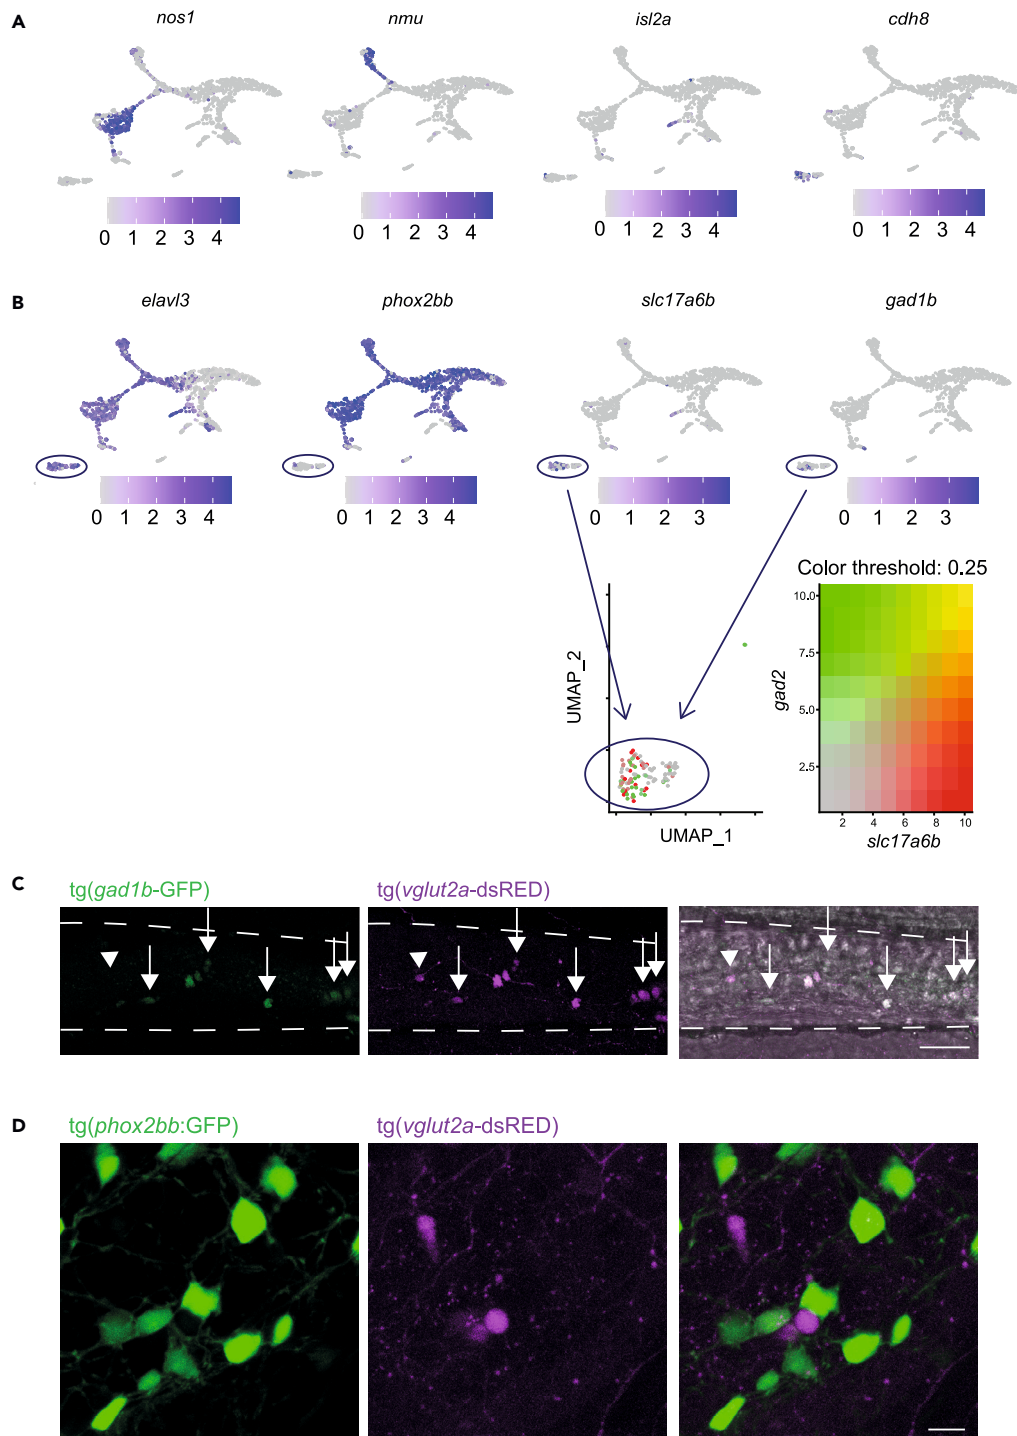 A
nos1 nmu isl2a cdh8
0 1 2 3 4 0 1 2 3 4 0 1 2 3 4 0 1 2 3 4
B
elavl3 phox2bb slc17a6b gad1b
0 1 2 3 4 0 1 2 3 4 0 1 2 3 0 1 2 3
Color threshold: 0.25
UMAP_2
UMAP_1
gad2
10.0
7.5
5.0
2.5
2 4 6 8 10
slc17a6b
C
tg(gad1b-GFP) tg(vglut2a-dsRED)
D
tg(phox2bb:GFP) tg(vglut2a-dsRED)